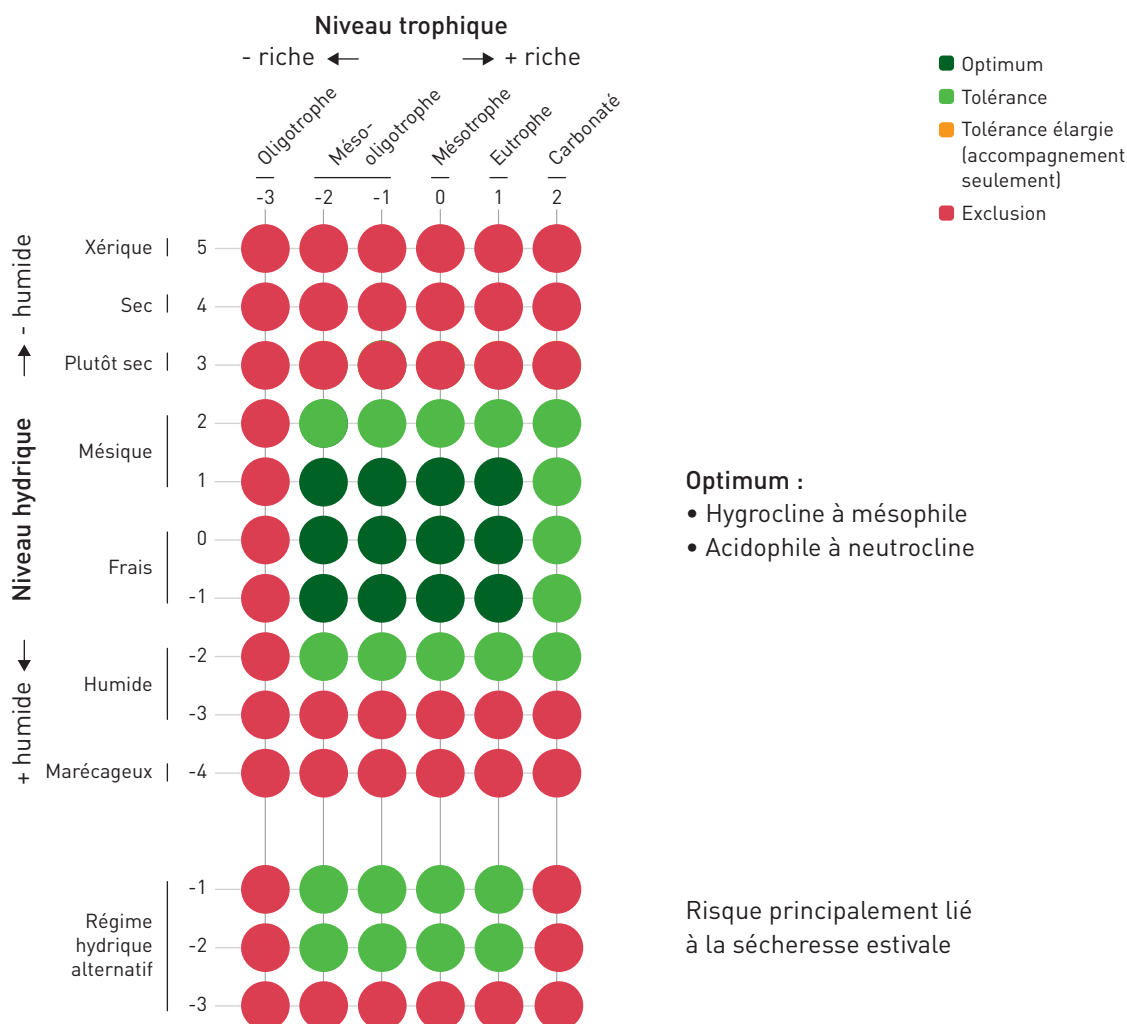 Niveau trophique
- riche ← → + riche
Oligotrophe
Méso-
oligotrophe
Mésotrophe
Eutrophe
Carbonaté
-3 -2 -1 0 1 2
Optimum
Tolérance
Tolérance élargie
(accompagnement
seulement)
Exclusion
Niveau hydrique
→ - humide
+ humide ←
Xérique 5
Sec 4
Plutôt sec 3
2
Mésique
1
0
Frais
-1
-2
Humide
-3
Marécageux -4
Optimum :
• Hygrocline à mésophile
• Acidophile à neutrocline
-1
Régime
hydrique -2
alternatif
-3
Risque principalement lié
à la sécheresse estivale